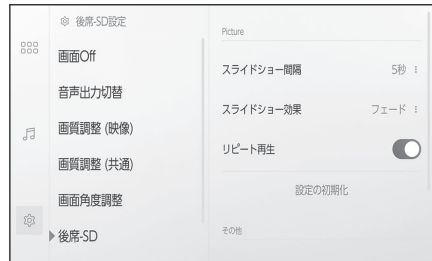 後席-SD設定
画面Off
音声出力切替
画質調整 (映像)
画質調整 (共通)
画面角度調整
後席-SD
Picture
スライドショー間隔 5秒
スライドショー効果 フェード
リピート再生
設定の初期化
その他